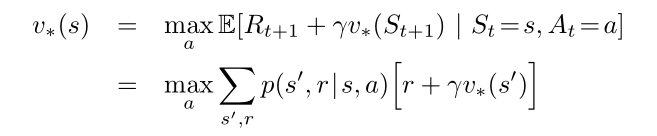 v_*(s) = max_a 𝔼[R_{t+1} + γv_*(S_{t+1}) | S_t = s, A_t = a]
= max_a ∑_{s′,r} p(s′, r | s, a)[r + γv_*(s′)]